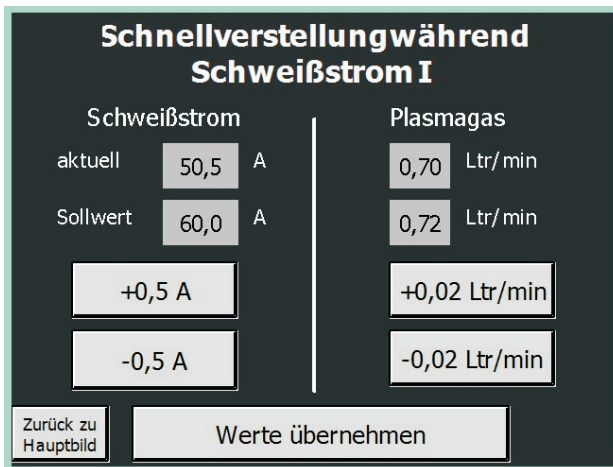 Schnellverstellungwährend
Schweißstrom I
Schweißstrom
Plasmagas
aktuell 50,5 A 0,70 Ltr/min
Sollwert 60,0 A 0,72 Ltr/min
+0,5 A +0,02 Ltr/min
-0,5 A -0,02 Ltr/min
Zurück zu
Hauptbild
Werte übernehmen